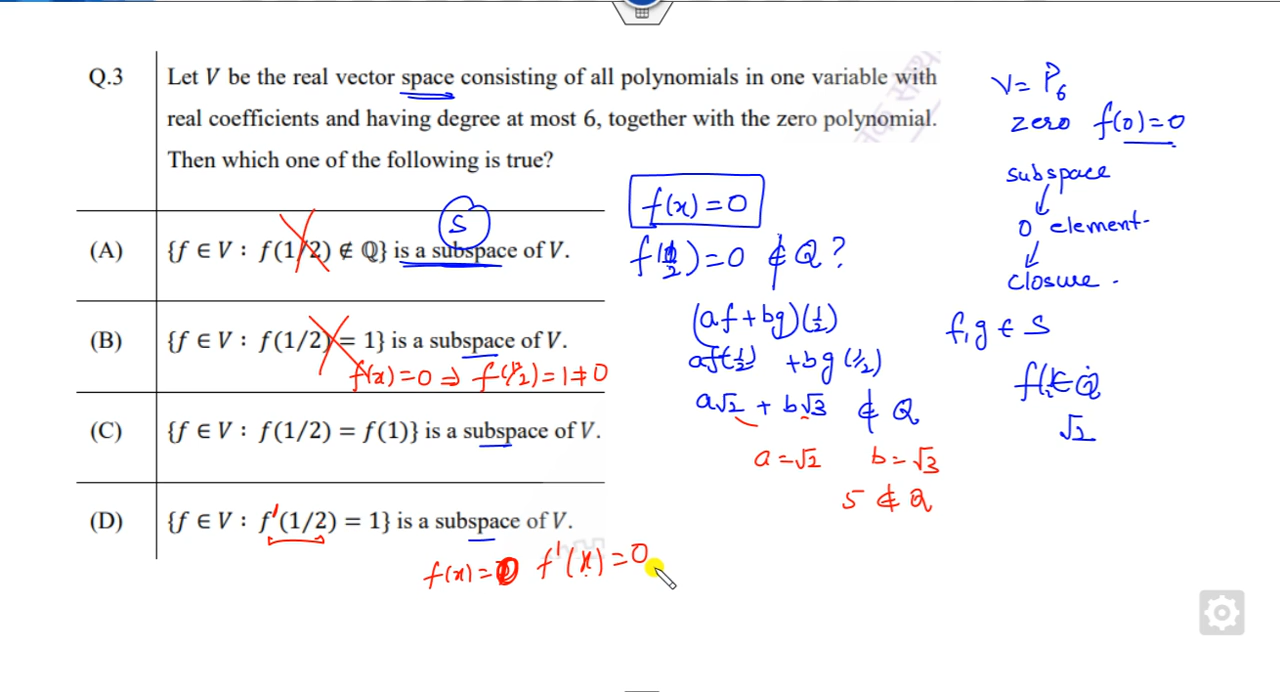 Q.3 Let V be the real vector space consisting of all polynomials in one variable with
real coefficients and having degree at most 6, together with the zero polynomial.
Then which one of the following is true?
(A) {f ∈ V : f(1/2) ∉ ℚ} is a subspace of V.
S
(B) {f ∈ V : f(1/2) = 1} is a subspace of V.
f(x) = 0 ⇒ f(1/2) = 1 ≠ 0
(C) {f ∈ V : f(1/2) = f(1)} is a subspace of V.
(D) {f ∈ V : f'(1/2) = 1} is a subspace of V.
f(x) = 0 f'(x) = 0
f(x) = 0
f(1/2) = 0 ∉ Q?
(af + bg)(1/2)
af(1/2) + bg(1/2)
a√2 + b√3 ∉ Q
a = √2 b = √3
5 ∉ Q
V = P6
zero f(0) = 0
subspace
↓
0 element-
↓
closure .
f, g ∈ S
√2